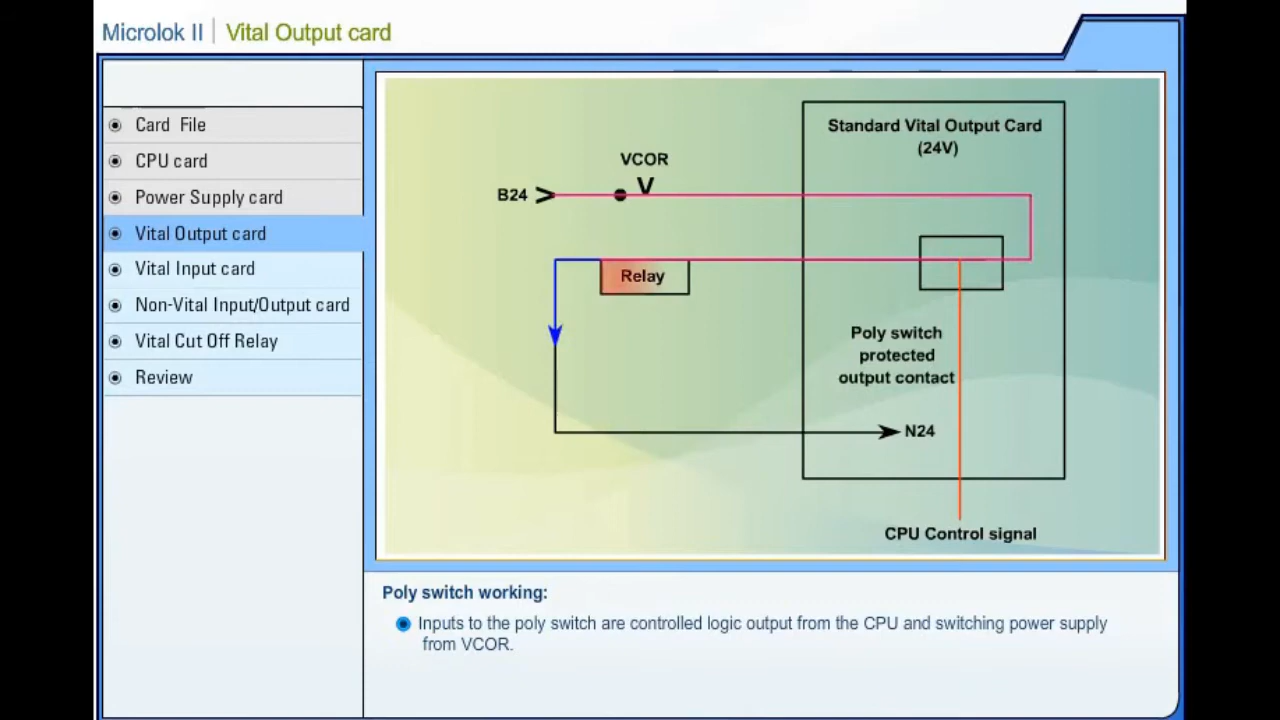 Microlok II | Vital Output card
Card File
CPU card
Power Supply card
Vital Output card
Vital Input card
Non-Vital Input/Output card
Vital Cut Off Relay
Review
Standard Vital Output Card
(24V)
VCOR
V
B24
Relay
Poly switch
protected
output contact
N24
CPU Control signal
Poly switch working:
Inputs to the poly switch are controlled logic output from the CPU and switching power supply
from VCOR.